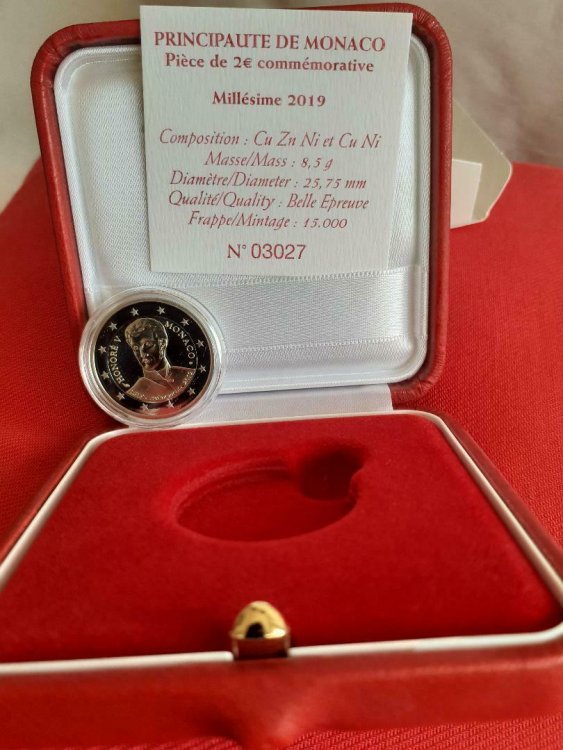 PRINCIPAUTE DE MONACO
Pièce de 2€ commémorative
Millésime 2019
Composition : Cu Zn Ni et Cu Ni
Masse/Mass : 8,5 g
Diamètre/Diameter : 25,75 mm
Qualité/Quality : Belle Epreuve
Frappe/Mintage : 15.000
N° 03027
HONORÉ V
MONACO